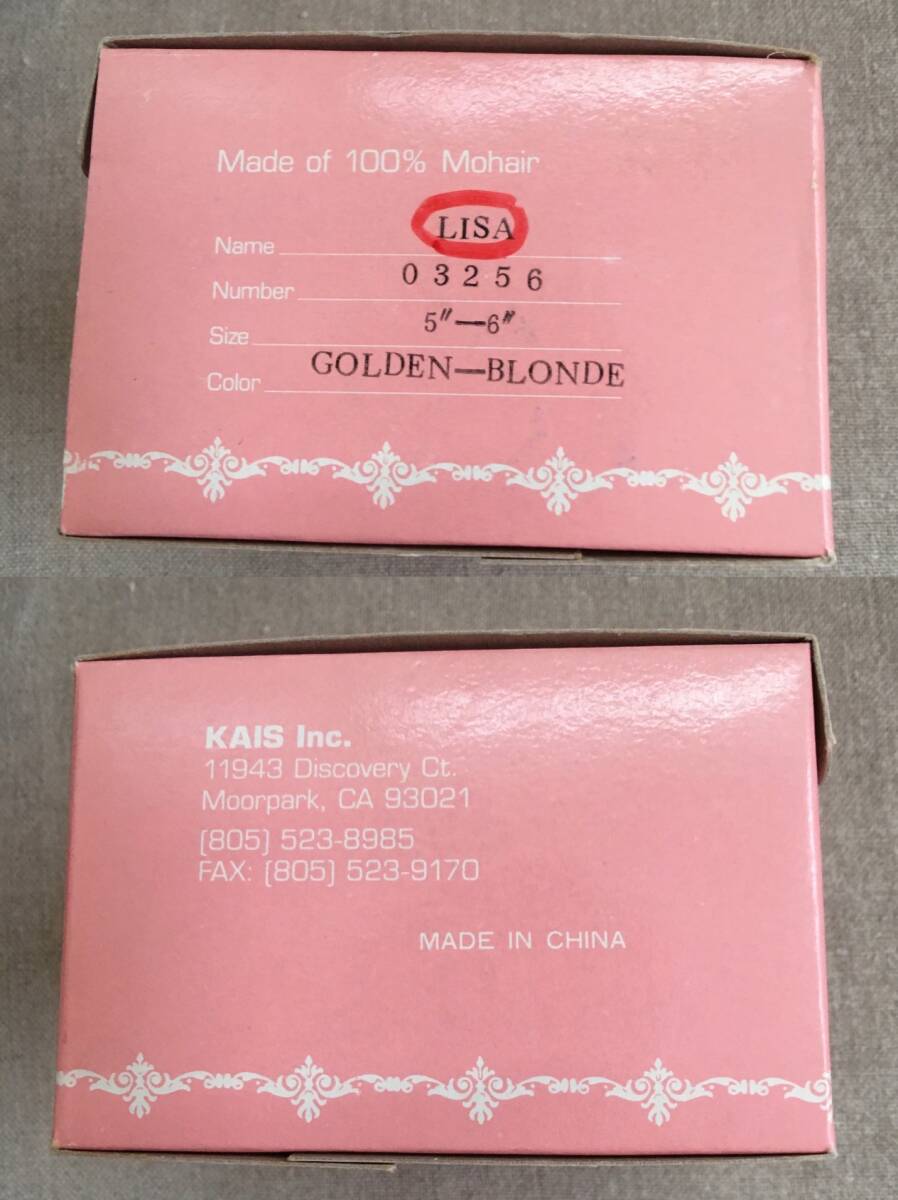 Made of 100% Mohair
Name LISA
Number 03256
Size 5"—6"
Color GOLDEN—BLONDE
KAIS Inc.
11943 Discovery Ct.
Moorpark, CA 93021
(805) 523-8985
FAX: (805) 523-9170
MADE IN CHINA